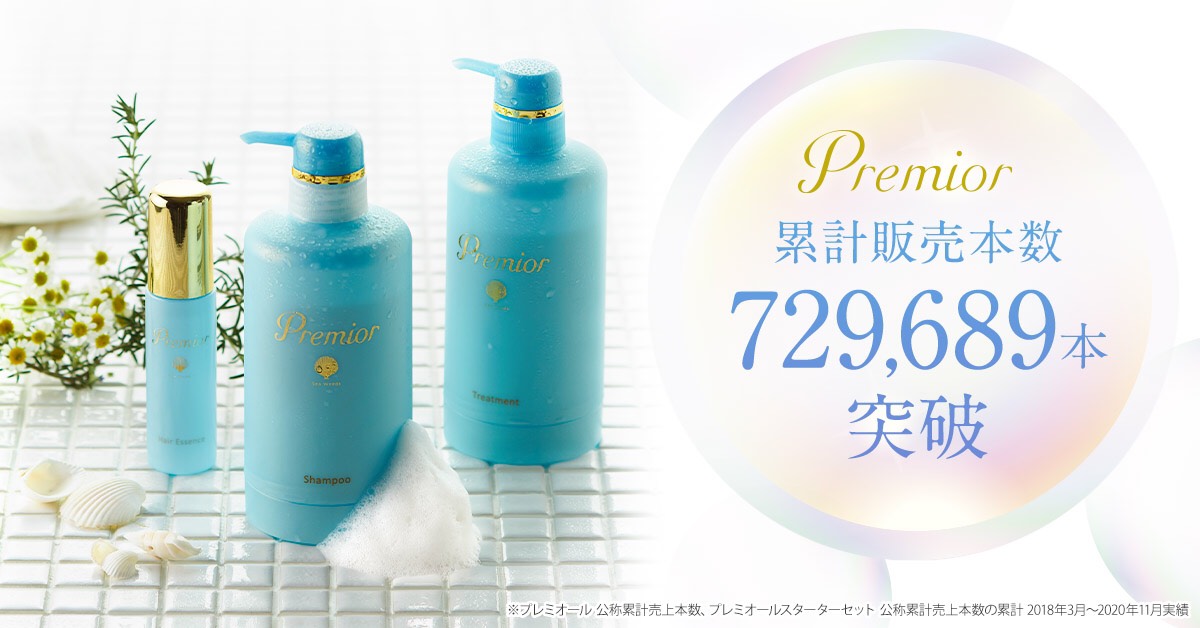 Premior
累計販売本数
729,689本
突破
Premior
Hair Essence
Premior
Sea Water
Shampoo
Premior
Treatment
※プレミオール 公称累計売上本数、プレミオールスターターセット 公称累計売上本数の累計 2018年3月〜2020年11月実績